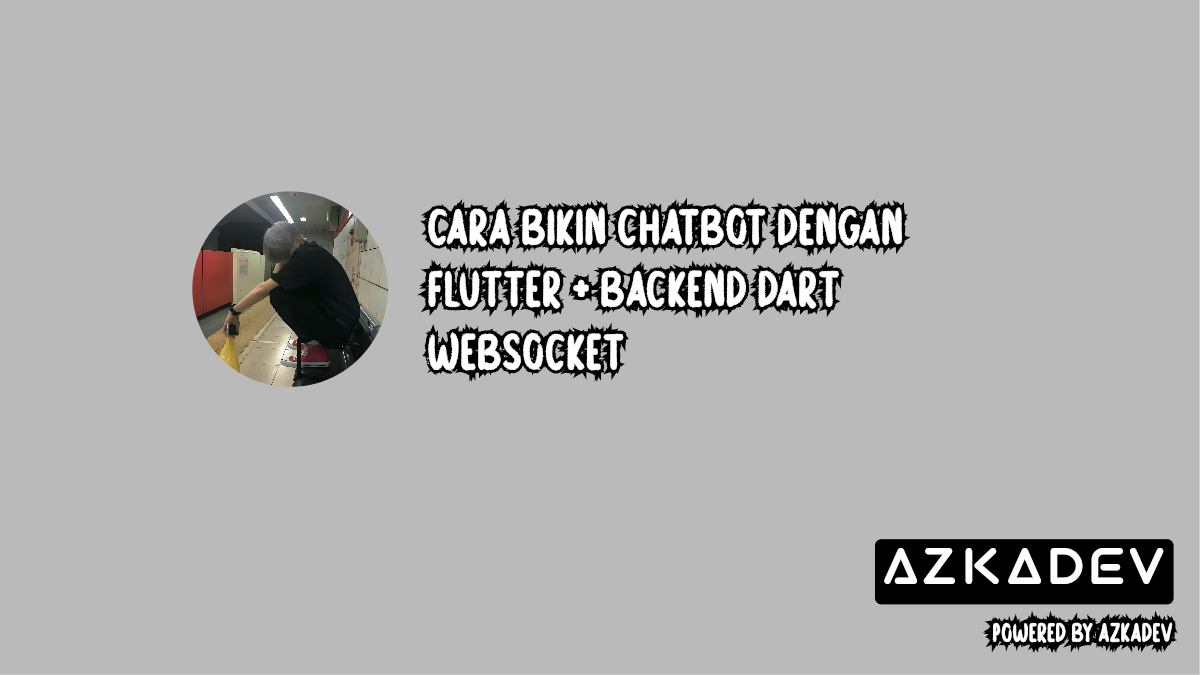 CARA BIKIN CHATBOT DENGAN
FLUTTER + BACKEND DART
WEBSOCKET
AZKADEV
POWERED BY AZKADEV